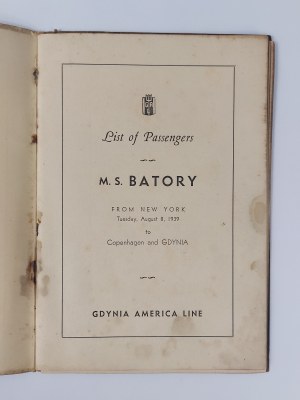 List of Passengers
M. S. BATORY
FROM NEW YORK
Tuesday, August 8, 1939
to
Copenhagen and GDYNIA
GDYNIA AMERICA LINE